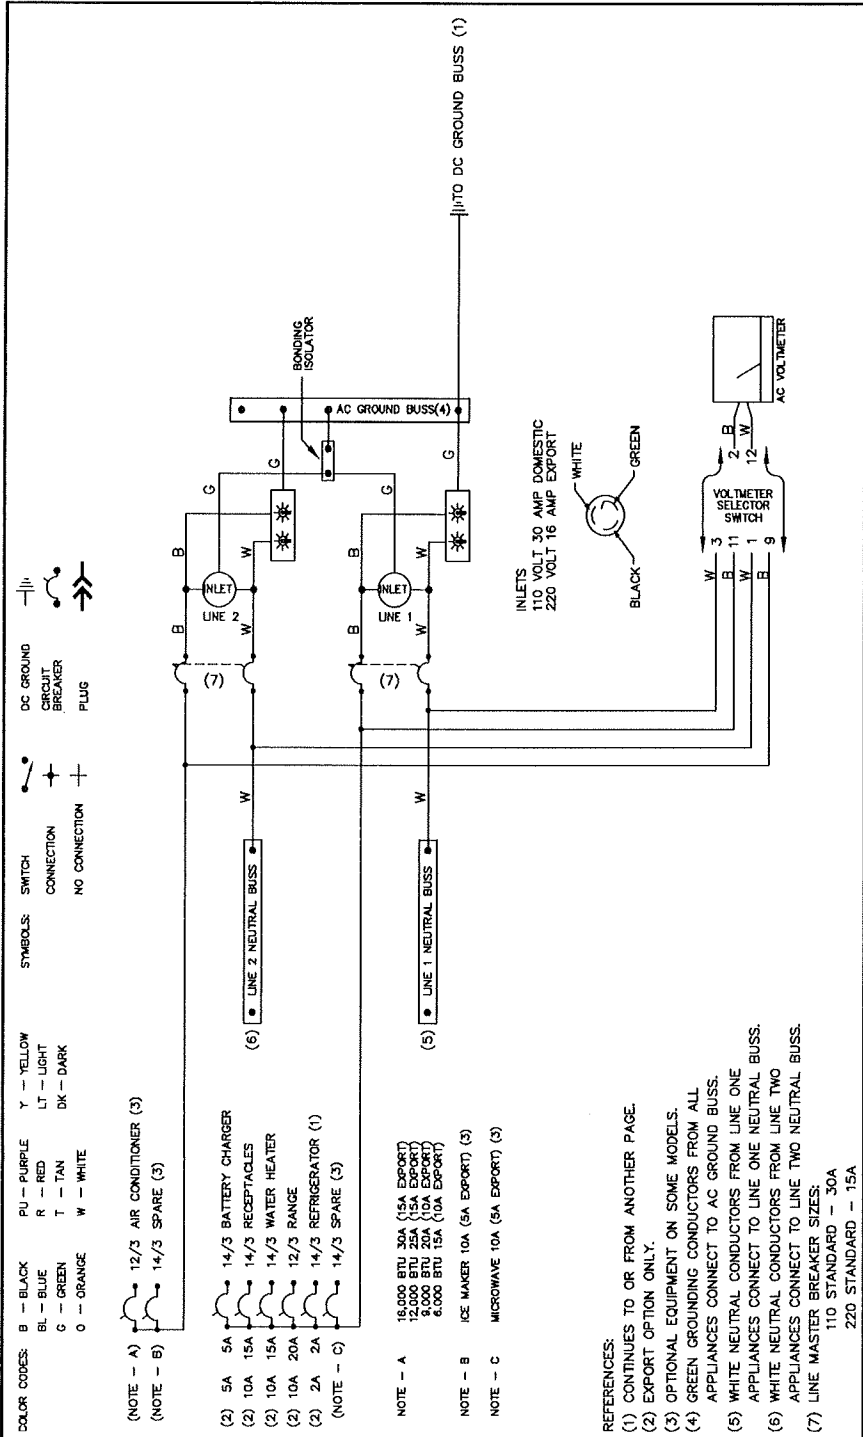 COLOR CODES: B – BLACK PU – PURPLE Y – YELLOW
BL – BLUE R – RED LT – LIGHT
G – GREEN T – TAN DK – DARK
O – ORANGE W – WHITE
SYMBOLS: SWITCH DC GROUND
CONNECTION CIRCUIT BREAKER
NO CONNECTION PLUG
(NOTE – A) 12/3 AIR CONDITIONER (3)
(NOTE – B) 14/3 SPARE (3)
(2) 5A 5A 14/3 BATTERY CHARGER
(2) 10A 15A 14/3 RECEPTACLES
(2) 10A 15A 14/3 WATER HEATER
(2) 10A 20A 12/3 RANGE
(2) 2A 2A 14/3 REFRIGERATOR (1)
(NOTE – C) 14/3 SPARE (3)
NOTE – A 16,000 BTU 30A (15A EXPORT)
12,000 BTU 25A (15A EXPORT)
9,000 BTU 20A (10A EXPORT)
6,000 BTU 15A (10A EXPORT)
NOTE – B ICE MAKER 10A (5A EXPORT) (3)
NOTE – C MICROWAVE 10A (5A EXPORT) (3)
(6) LINE 2 NEUTRAL BUSS
W
(5) LINE 1 NEUTRAL BUSS
W
B B
(7) INLET
LINE 2
W W
G G
B B
(7) INLET
LINE 1
W W
G
BONDING
ISOLATOR
AC GROUND BUSS(4)
TO DC GROUND BUSS (1)
INLETS
110 VOLT 30 AMP DOMESTIC
220 VOLT 16 AMP EXPORT
WHITE
BLACK
GREEN
W 3
B 11
W 1
B 9
VOLTMETER
SELECTOR
SWITCH
2 B
12 W
AC VOLTMETER
REFERENCES:
(1) CONTINUES TO OR FROM ANOTHER PAGE.
(2) EXPORT OPTION ONLY.
(3) OPTIONAL EQUIPMENT ON SOME MODELS.
(4) GREEN GROUNDING CONDUCTORS FROM ALL
APPLIANCES CONNECT TO AC GROUND BUSS.
(5) WHITE NEUTRAL CONDUCTORS FROM LINE ONE
APPLIANCES CONNECT TO LINE ONE NEUTRAL BUSS.
(6) WHITE NEUTRAL CONDUCTORS FROM LINE TWO
APPLIANCES CONNECT TO LINE TWO NEUTRAL BUSS.
(7) LINE MASTER BREAKER SIZES:
110 STANDARD – 30A
220 STANDARD – 15A